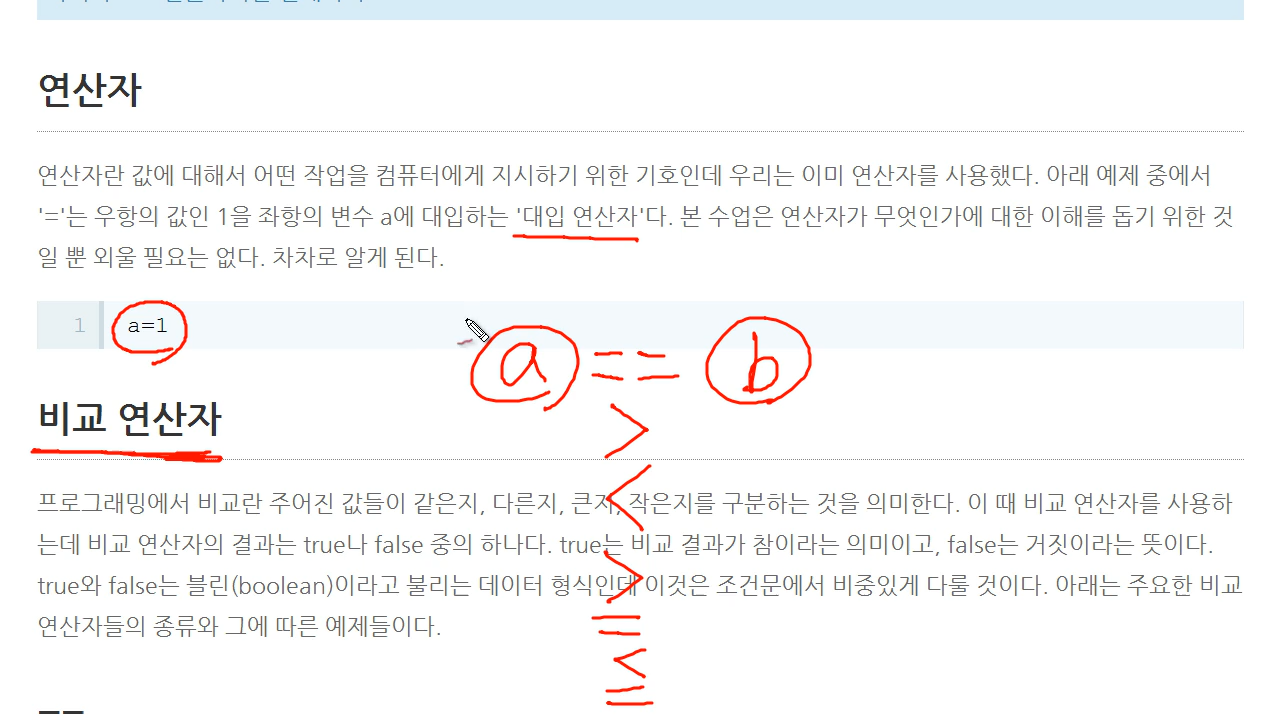 연산자
연산자란 값에 대해서 어떤 작업을 컴퓨터에게 지시하기 위한 기호인데 우리는 이미 연산자를 사용했다. 아래 예제 중에서
'='는 우항의 값인 1을 좌항의 변수 a에 대입하는 '대입 연산자'다. 본 수업은 연산자가 무엇인가에 대한 이해를 돕기 위한 것
일 뿐 외울 필요는 없다. 차차로 알게 된다.
1 a=1
a == b
비교 연산자
>
<
프로그래밍에서 비교란 주어진 값들이 같은지, 다른지, 큰지, 작은지를 구분하는 것을 의미한다. 이 때 비교 연산자를 사용하
는데 비교 연산자의 결과는 true나 false 중의 하나다. true는 비교 결과가 참이라는 의미이고, false는 거짓이라는 뜻이다.
true와 false는 블린(boolean)이라고 불리는 데이터 형식인데 이것은 조건문에서 비중있게 다룰 것이다. 아래는 주요한 비교
연산자들의 종류와 그에 따른 예제들이다.
>
=
<
=